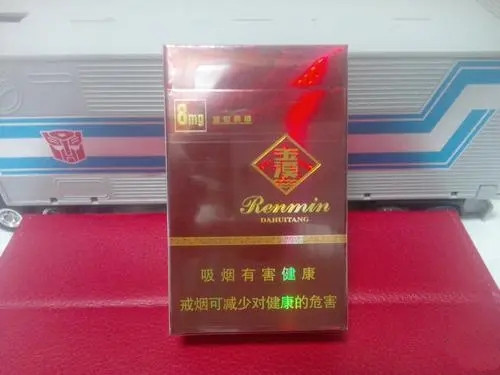 8mg
Renmin
DAHUITANG
吸烟有害健康
戒烟可减少对健康的危害